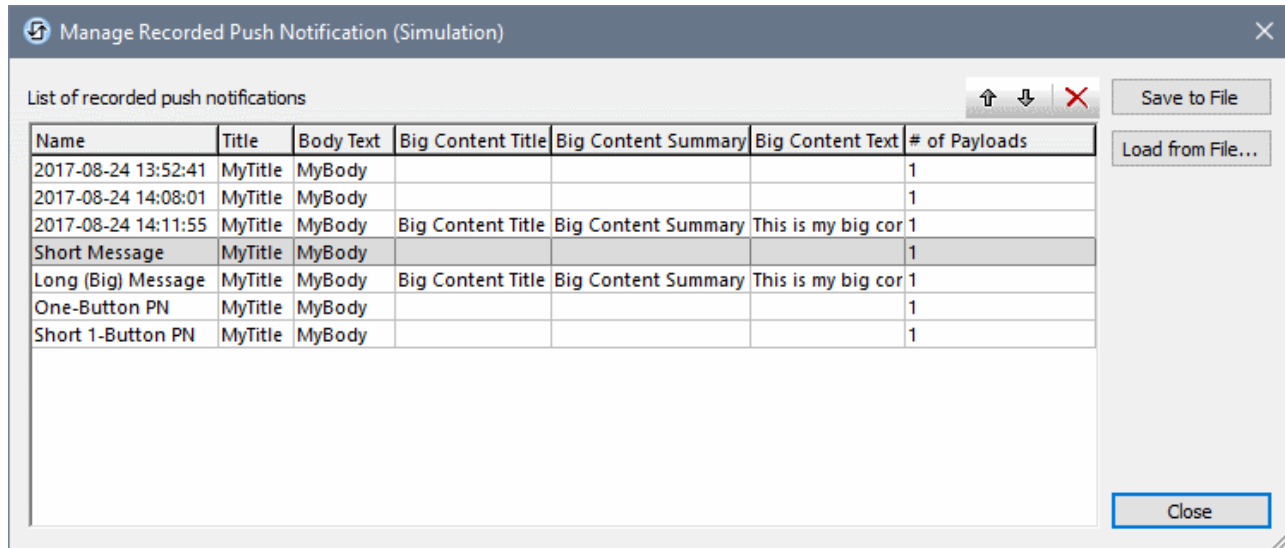 Manage Recorded Push Notification (Simulation)
List of recorded push notifications
Save to File
Load from File...
Name Title Body Text Big Content Title Big Content Summary Big Content Text # of Payloads
2017-08-24 13:52:41 MyTitle MyBody 1
2017-08-24 14:08:01 MyTitle MyBody 1
2017-08-24 14:11:55 MyTitle MyBody Big Content Title Big Content Summary This is my big cor 1
Short Message MyTitle MyBody 1
Long (Big) Message MyTitle MyBody Big Content Title Big Content Summary This is my big cor 1
One-Button PN MyTitle MyBody 1
Short 1-Button PN MyTitle MyBody 1
Close